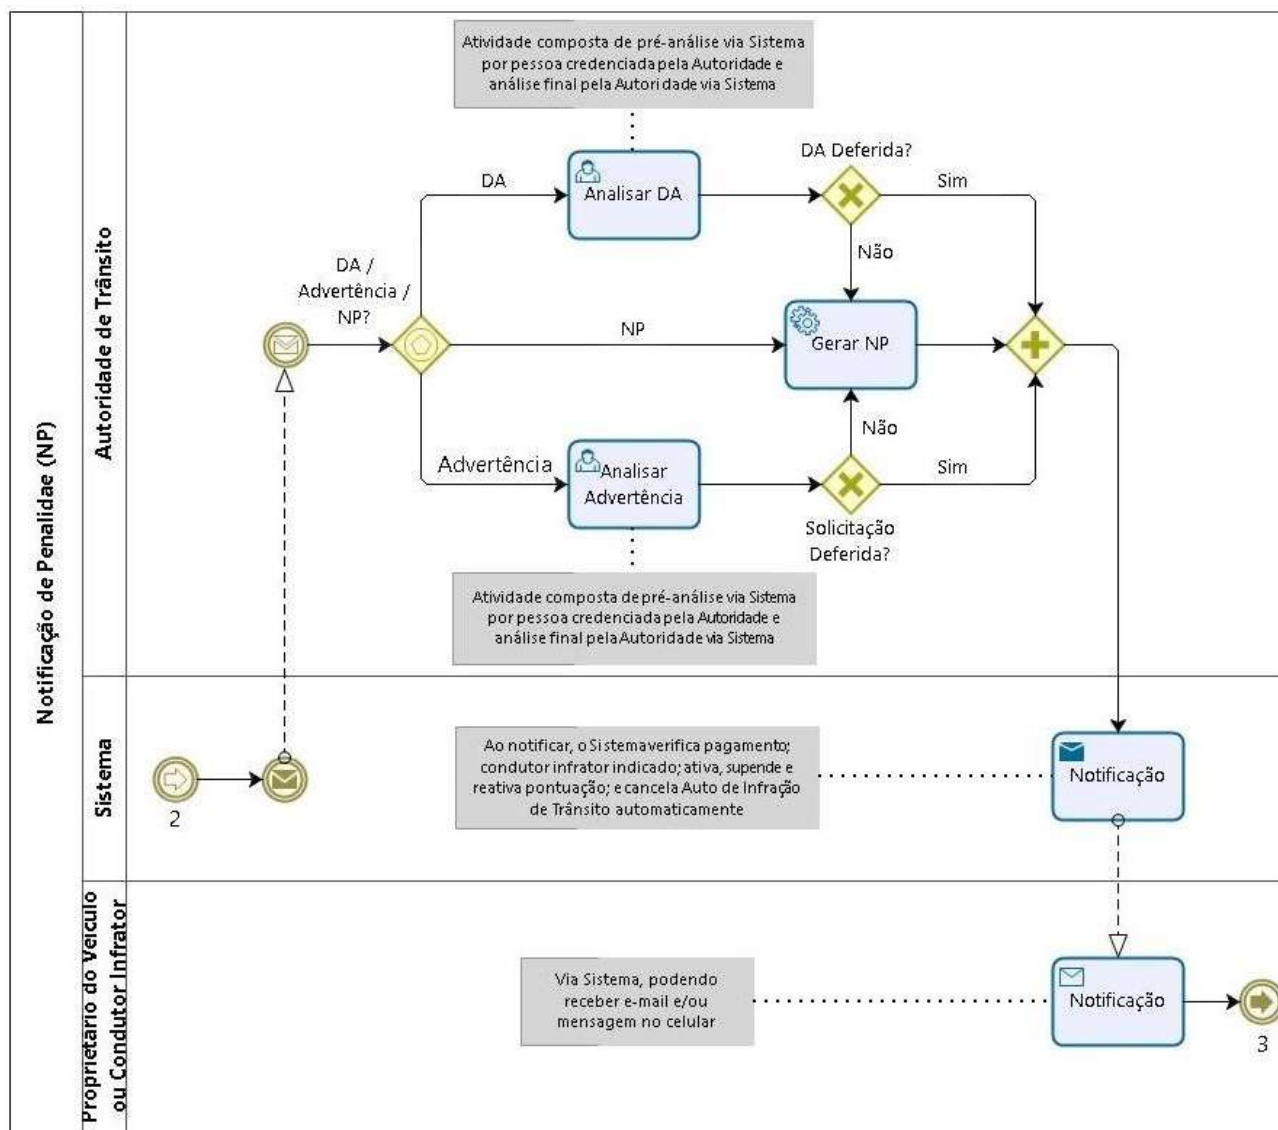 Notificação de Penalidae (NP)
Autoridade de Trânsito
Atividade composta de pré-análise via Sistema
por pessoa credenciada pela Autoridade e
análise final pela Autoridade via Sistema
DA Deferida?
DA
Analisar DA
Sim
Não
DA /
Advertência /
NP?
NP
Gerar NP
Não
Advertência
Analisar
Advertência
Sim
Solicitação
Deferida?
Atividade composta de pré-análise via Sistema
por pessoa credenciada pela Autoridade e
análise final pela Autoridade via Sistema
Sistema
2
Ao notificar, o Sistema verifica pagamento;
condutor infrator indicado; ativa, supende e
reativa pontuação; e cancela Auto de Infração
de Trânsito automaticamente
Notificação
Proprietario do Veiculo
ou Condutor Infrator
Via Sistema, podendo
receber e-mail e/ou
mensagem no celular
Notificação
3